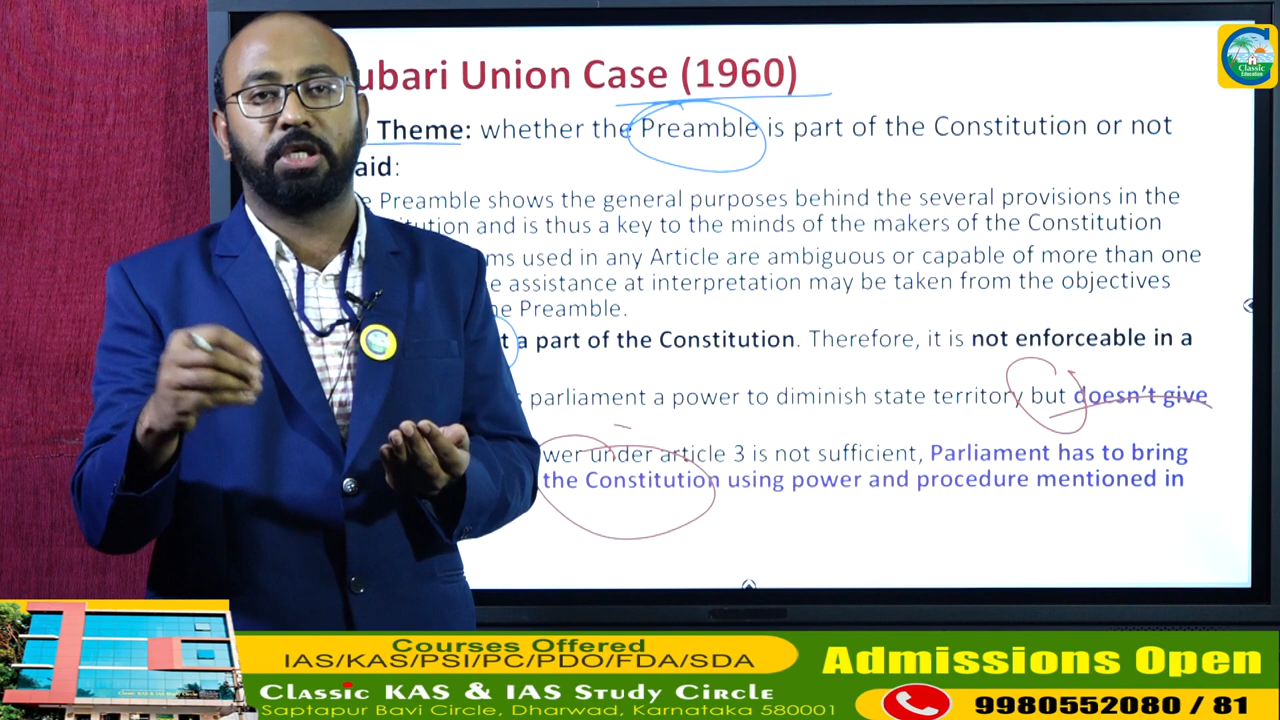 ubari Union Case (1960)
Theme: whether the Preamble is part of the Constitution or not
aid:
e Preamble shows the general purposes behind the several provisions in the
tution and is thus a key to the minds of the makers of the Constitution
ms used in any Article are ambiguous or capable of more than one
e assistance at interpretation may be taken from the objectives
he Preamble.
t a part of the Constitution. Therefore, it is not enforceable in a
s parliament a power to diminish state territory but doesn't give
wer under article 3 is not sufficient, Parliament has to bring
the Constitution using power and procedure mentioned in
Classic
Education
Courses Offered
IAS/KAS/PSI/PC/PDO/FDA/SDA
Classic KAS & IAS Study Circle
Saptapur Bavi Circle, Dharwad, Karnataka 580001
Admissions Open
9980552080 / 81